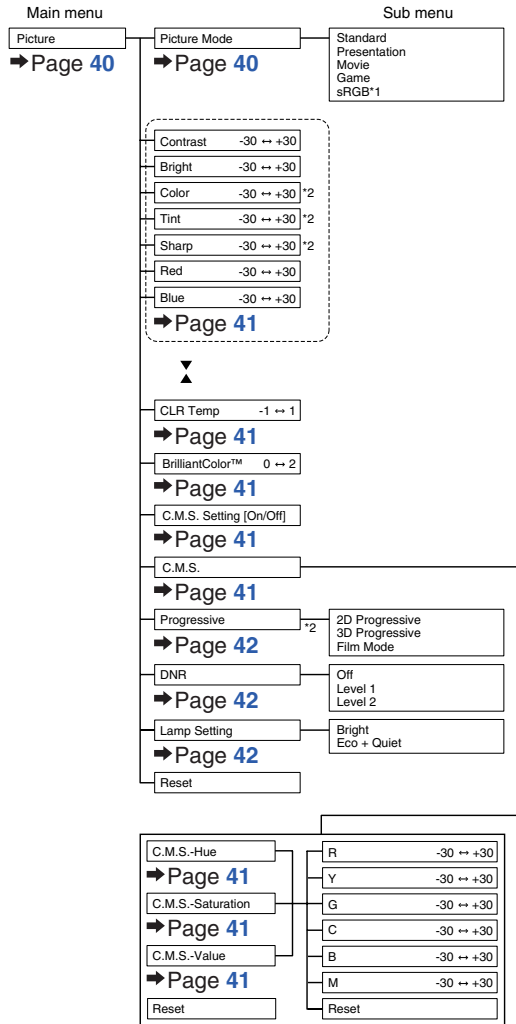 Main menu
Sub menu
Picture
➡Page 40
Picture Mode
➡Page 40
Standard
Presentation
Movie
Game
sRGB*1
Contrast -30 ↔ +30
Bright -30 ↔ +30
Color -30 ↔ +30 *2
Tint -30 ↔ +30 *2
Sharp -30 ↔ +30 *2
Red -30 ↔ +30
Blue -30 ↔ +30
➡Page 41
CLR Temp -1 ↔ 1
➡Page 41
BrilliantColor™ 0 ↔ 2
➡Page 41
C.M.S. Setting [On/Off]
➡Page 41
C.M.S.
➡Page 41
Progressive *2
➡Page 42
2D Progressive
3D Progressive
Film Mode
DNR
➡Page 42
Off
Level 1
Level 2
Lamp Setting
➡Page 42
Bright
Eco + Quiet
Reset
C.M.S.-Hue
➡Page 41
C.M.S.-Saturation
➡Page 41
C.M.S.-Value
➡Page 41
Reset
R -30 ↔ +30
Y -30 ↔ +30
G -30 ↔ +30
C -30 ↔ +30
B -30 ↔ +30
M -30 ↔ +30
Reset